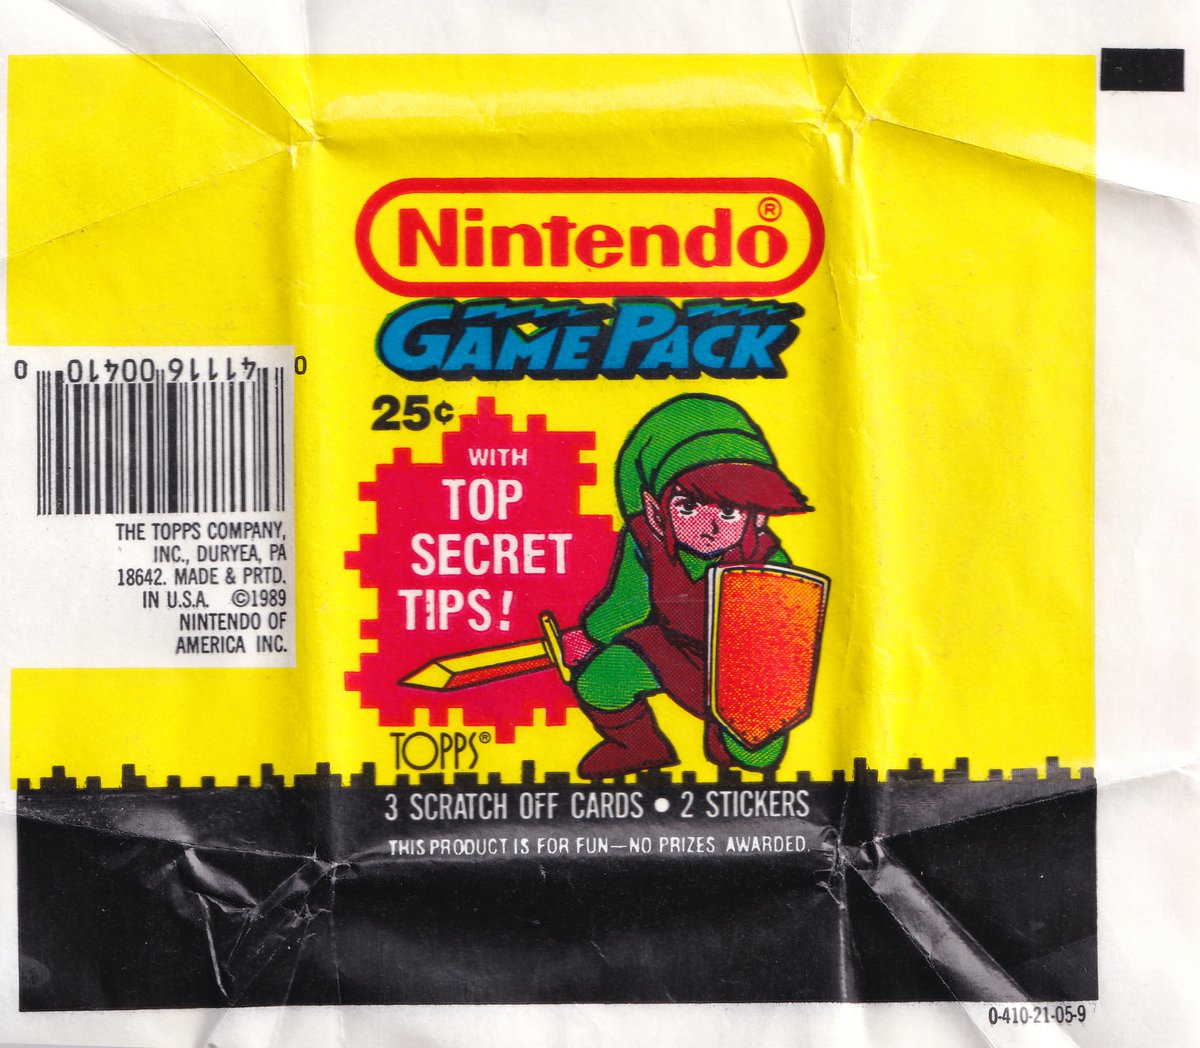 Nintendo®
GAME PACK
25¢
WITH
TOP
SECRET
TIPS!
TOPPS®
3 SCRATCH OFF CARDS • 2 STICKERS
THIS PRODUCT IS FOR FUN—NO PRIZES AWARDED.
0 41116 00410 0
THE TOPPS COMPANY,
INC., DURYEA, PA
18642. MADE & PRTD.
IN U.S.A. ©1989
NINTENDO OF
AMERICA INC.
0-410-21-05-9